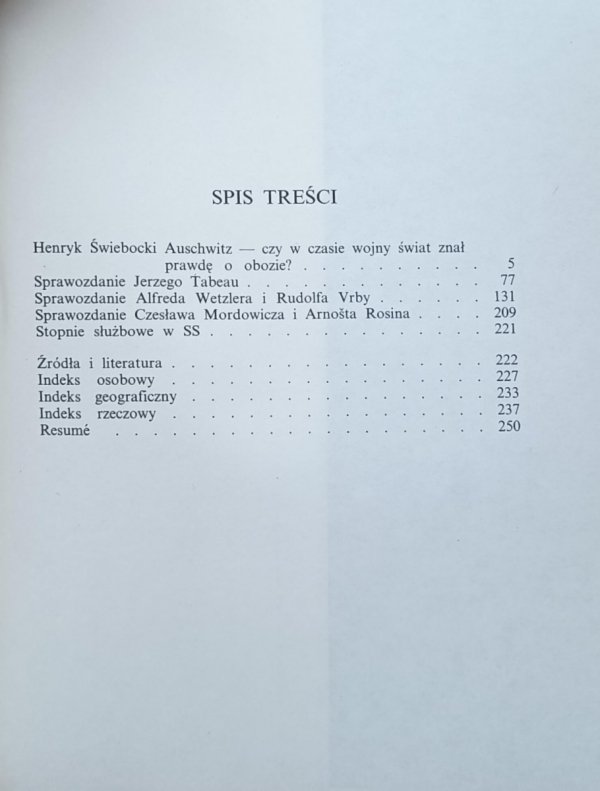 SPIS TREŚCI
Henryk Świebocki Auschwitz — czy w czasie wojny świat znał
prawdę o obozie? . . . . . . . . . . 5
Sprawozdanie Jerzego Tabeau . . . . . . . . . . . . . 77
Sprawozdanie Alfreda Wetzlera i Rudolfa Vrby . . . . . . 131
Sprawozdanie Czesława Mordowicza i Arnošta Rosina . . . . 209
Stopnie służbowe w SS . . . . . . . . . . . . . . . 221
Źródła i literatura . . . . . . . . . . . . . . . . . 222
Indeks osobowy . . . . . . . . . . . . . . . . . 227
Indeks geograficzny . . . . . . . . . . . . . . . . 233
Indeks rzeczowy . . . . . . . . . . . . . . . . . 237
Resumé . . . . . . . . . . . . . . . . . . . . 250